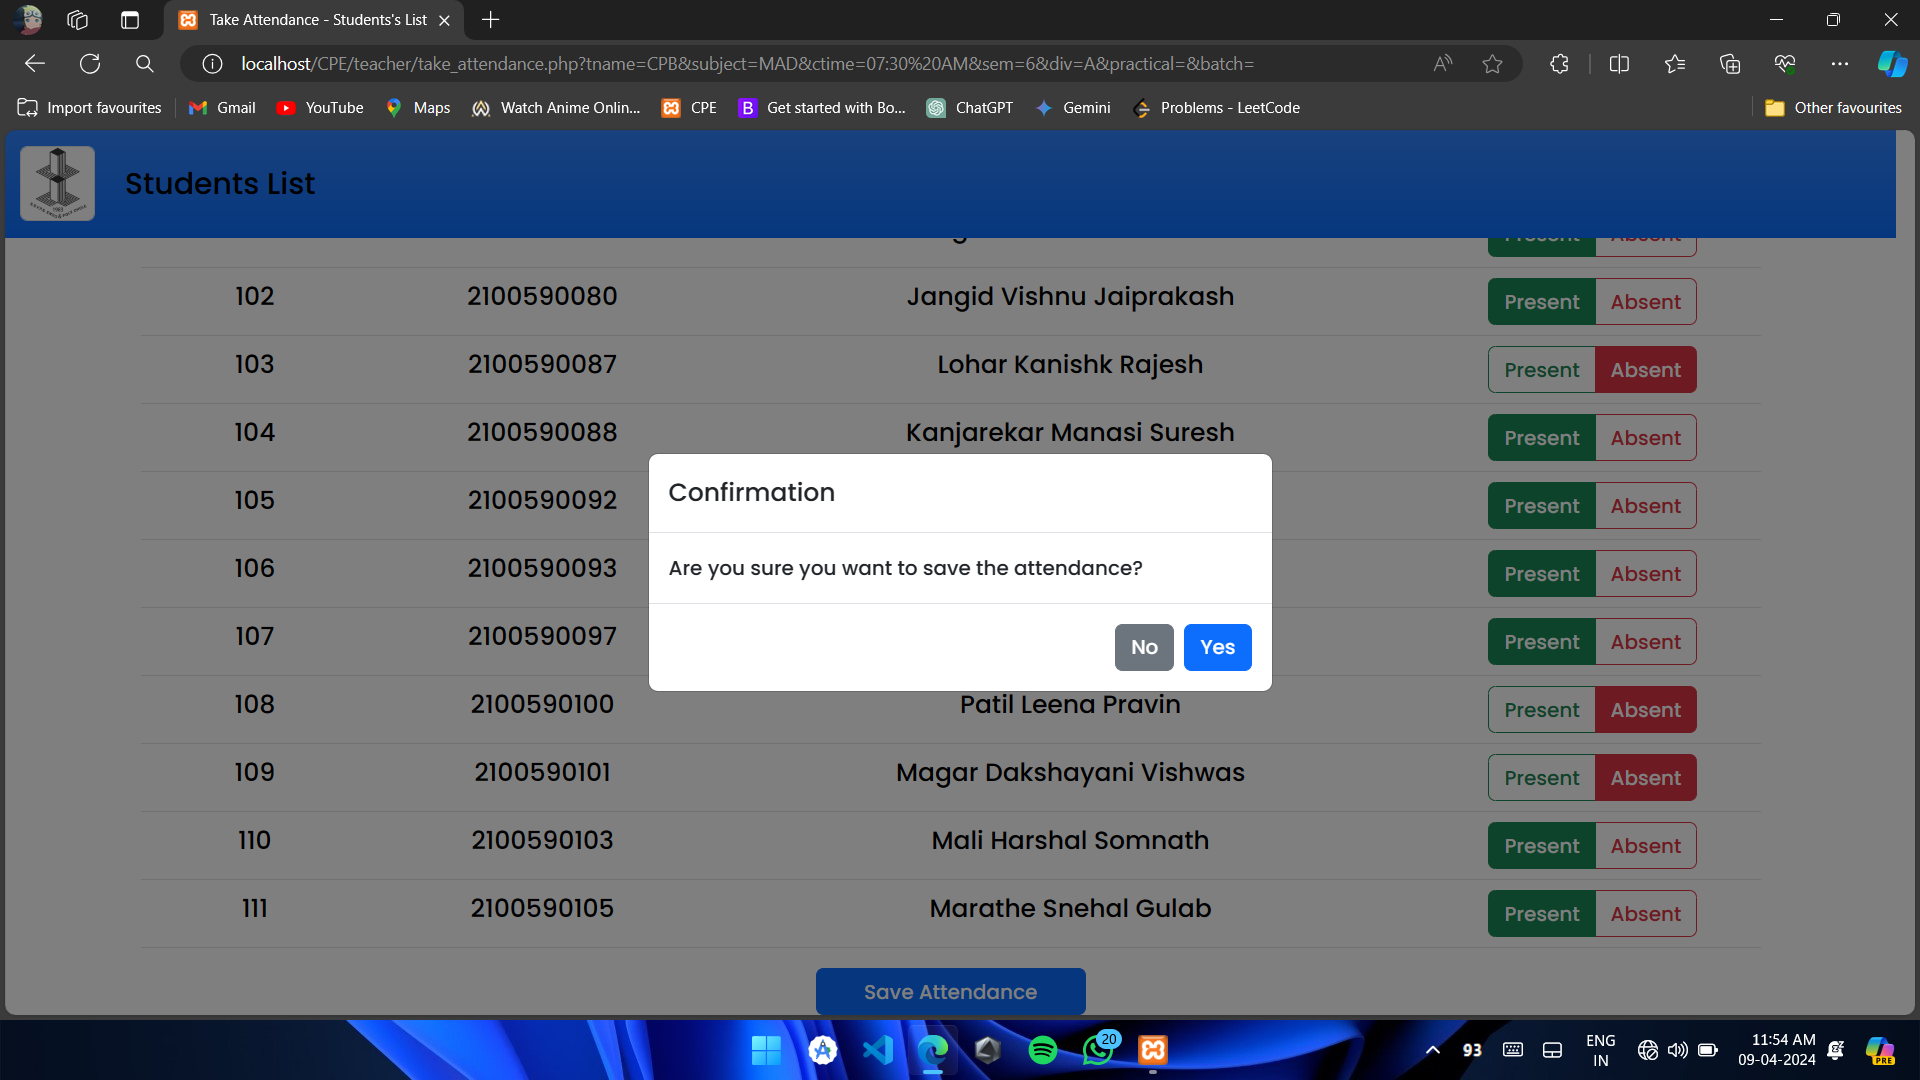 Take Attendance - Students's List
localhost/CPE/teacher/take_attendance.php?tname=CPB&subject=MAD&ctime=07:30%20AM&sem=6&div=A&practical=&batch=
Import favourites Gmail YouTube Maps Watch Anime Onlin... CPE B Get started with Bo... ChatGPT Gemini Problems - LeetCode Other favourites
Students List
102 2100590080 Jangid Vishnu Jaiprakash Present Absent
103 2100590087 Lohar Kanishk Rajesh Present Absent
104 2100590088 Kanjarekar Manasi Suresh Present Absent
105 2100590092 Present Absent
106 2100590093 Present Absent
107 2100590097 Present Absent
Confirmation
Are you sure you want to save the attendance?
No Yes
108 2100590100 Patil Leena Pravin Present Absent
109 2100590101 Magar Dakshayani Vishwas Present Absent
110 2100590103 Mali Harshal Somnath Present Absent
111 2100590105 Marathe Snehal Gulab Present Absent
Save Attendance
20
93
ENG
IN
11:54 AM
09-04-2024
PRE